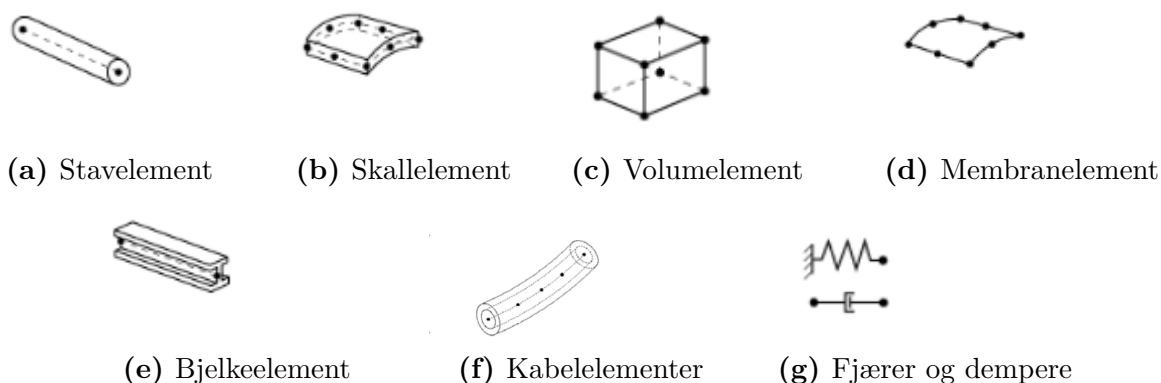 (a) Stavelement (b) Skallelement (c) Volumelement (d) Membranelement
(e) Bjelkeelement (f) Kabelelementer (g) Fjærer og dempere